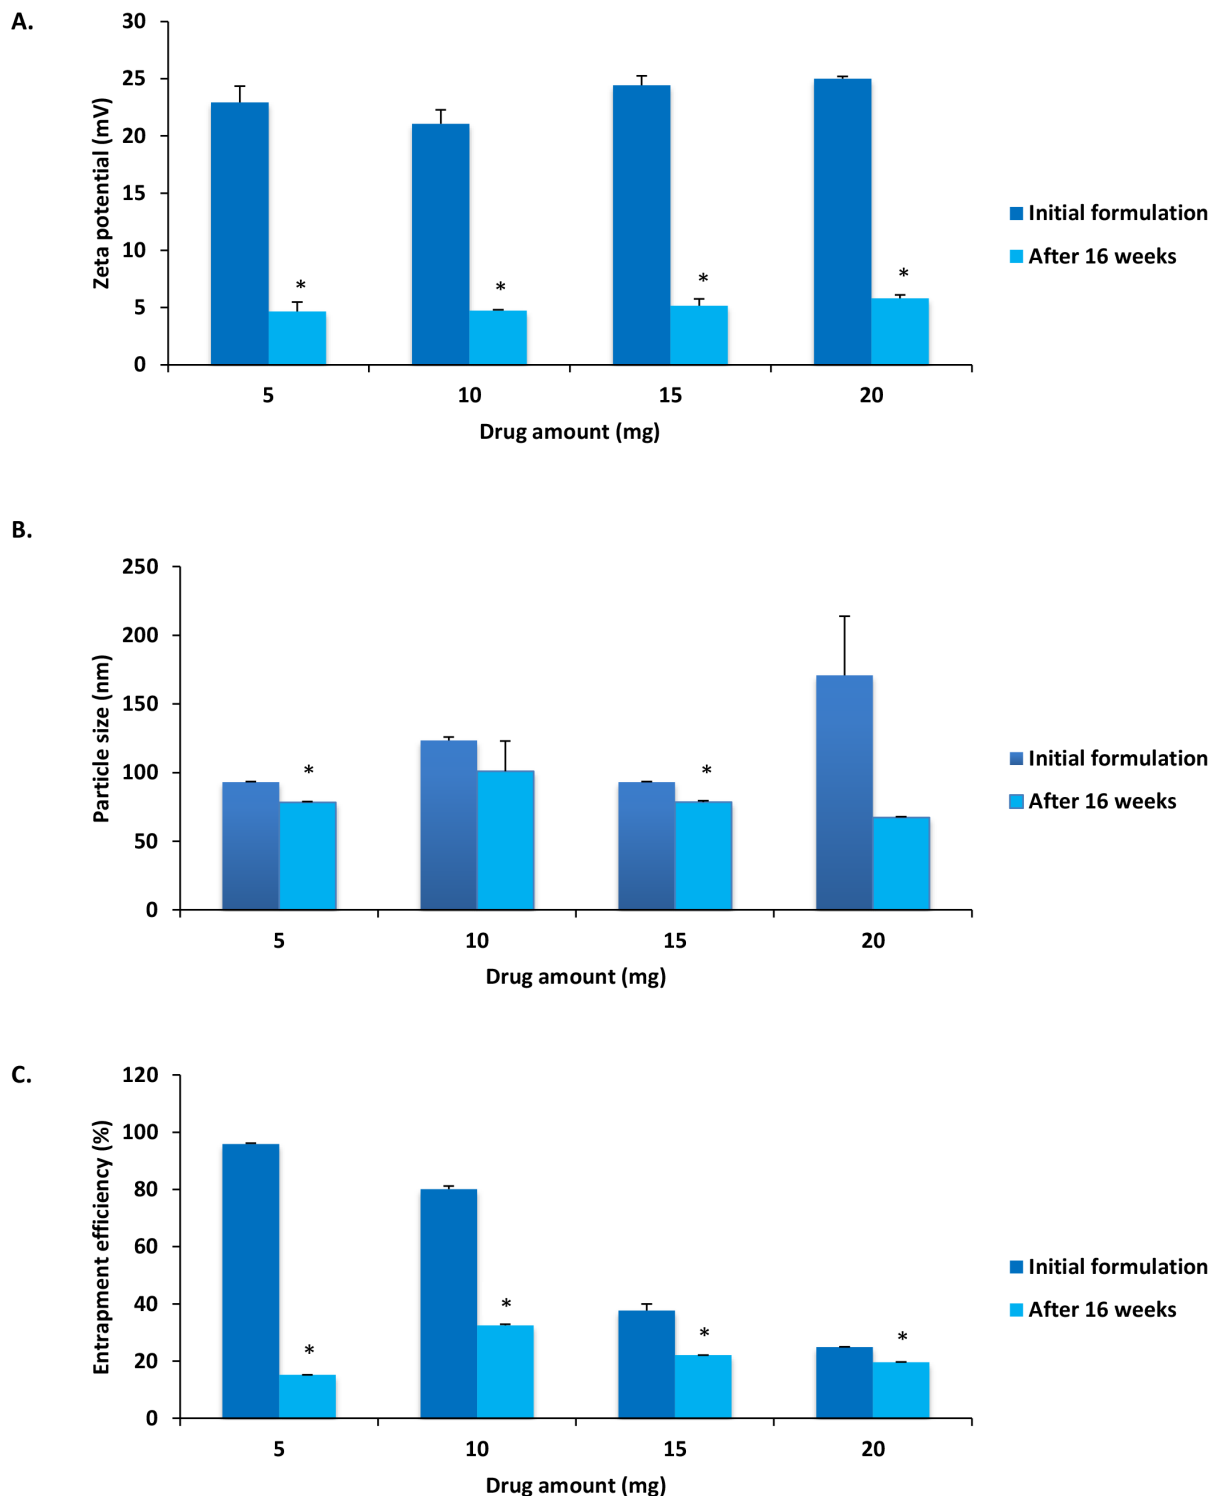 A.
30
25
20
15
10
5
0
Zeta potential (mV)
*
*
*
*
5 10 15 20
Drug amount (mg)
Initial formulation
After 16 weeks
B.
250
200
150
100
50
0
Particle size (nm)
*
*
5 10 15 20
Drug amount (mg)
Initial formulation
After 16 weeks
C.
120
100
80
60
40
20
0
Entrapment efficiency (%)
*
*
*
*
5 10 15 20
Drug amount (mg)
Initial formulation
After 16 weeks